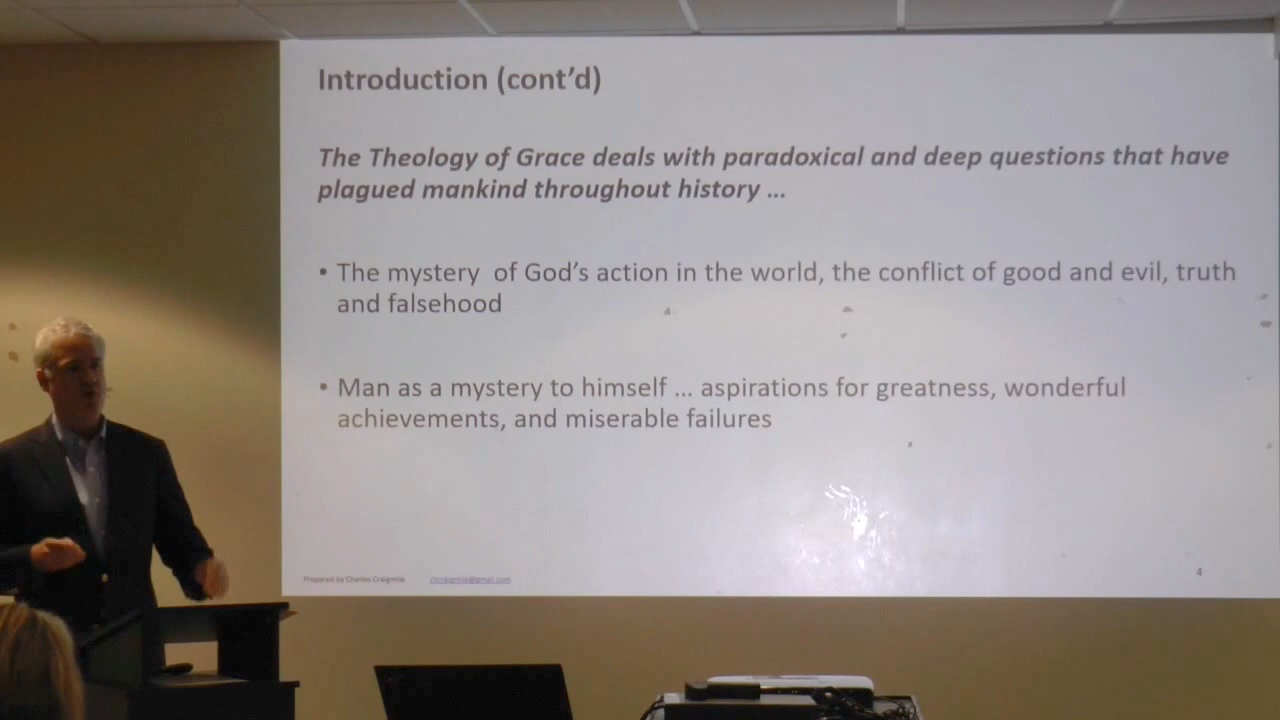 Introduction (cont’d)
The Theology of Grace deals with paradoxical and deep questions that have
plagued mankind throughout history …
• The mystery  of God’s action in the world, the conflict of good and evil, truth
and falsehood
• Man as a mystery to himself … aspirations for greatness, wonderful
achievements, and miserable failures
Prepared by Charles Craigmile
4